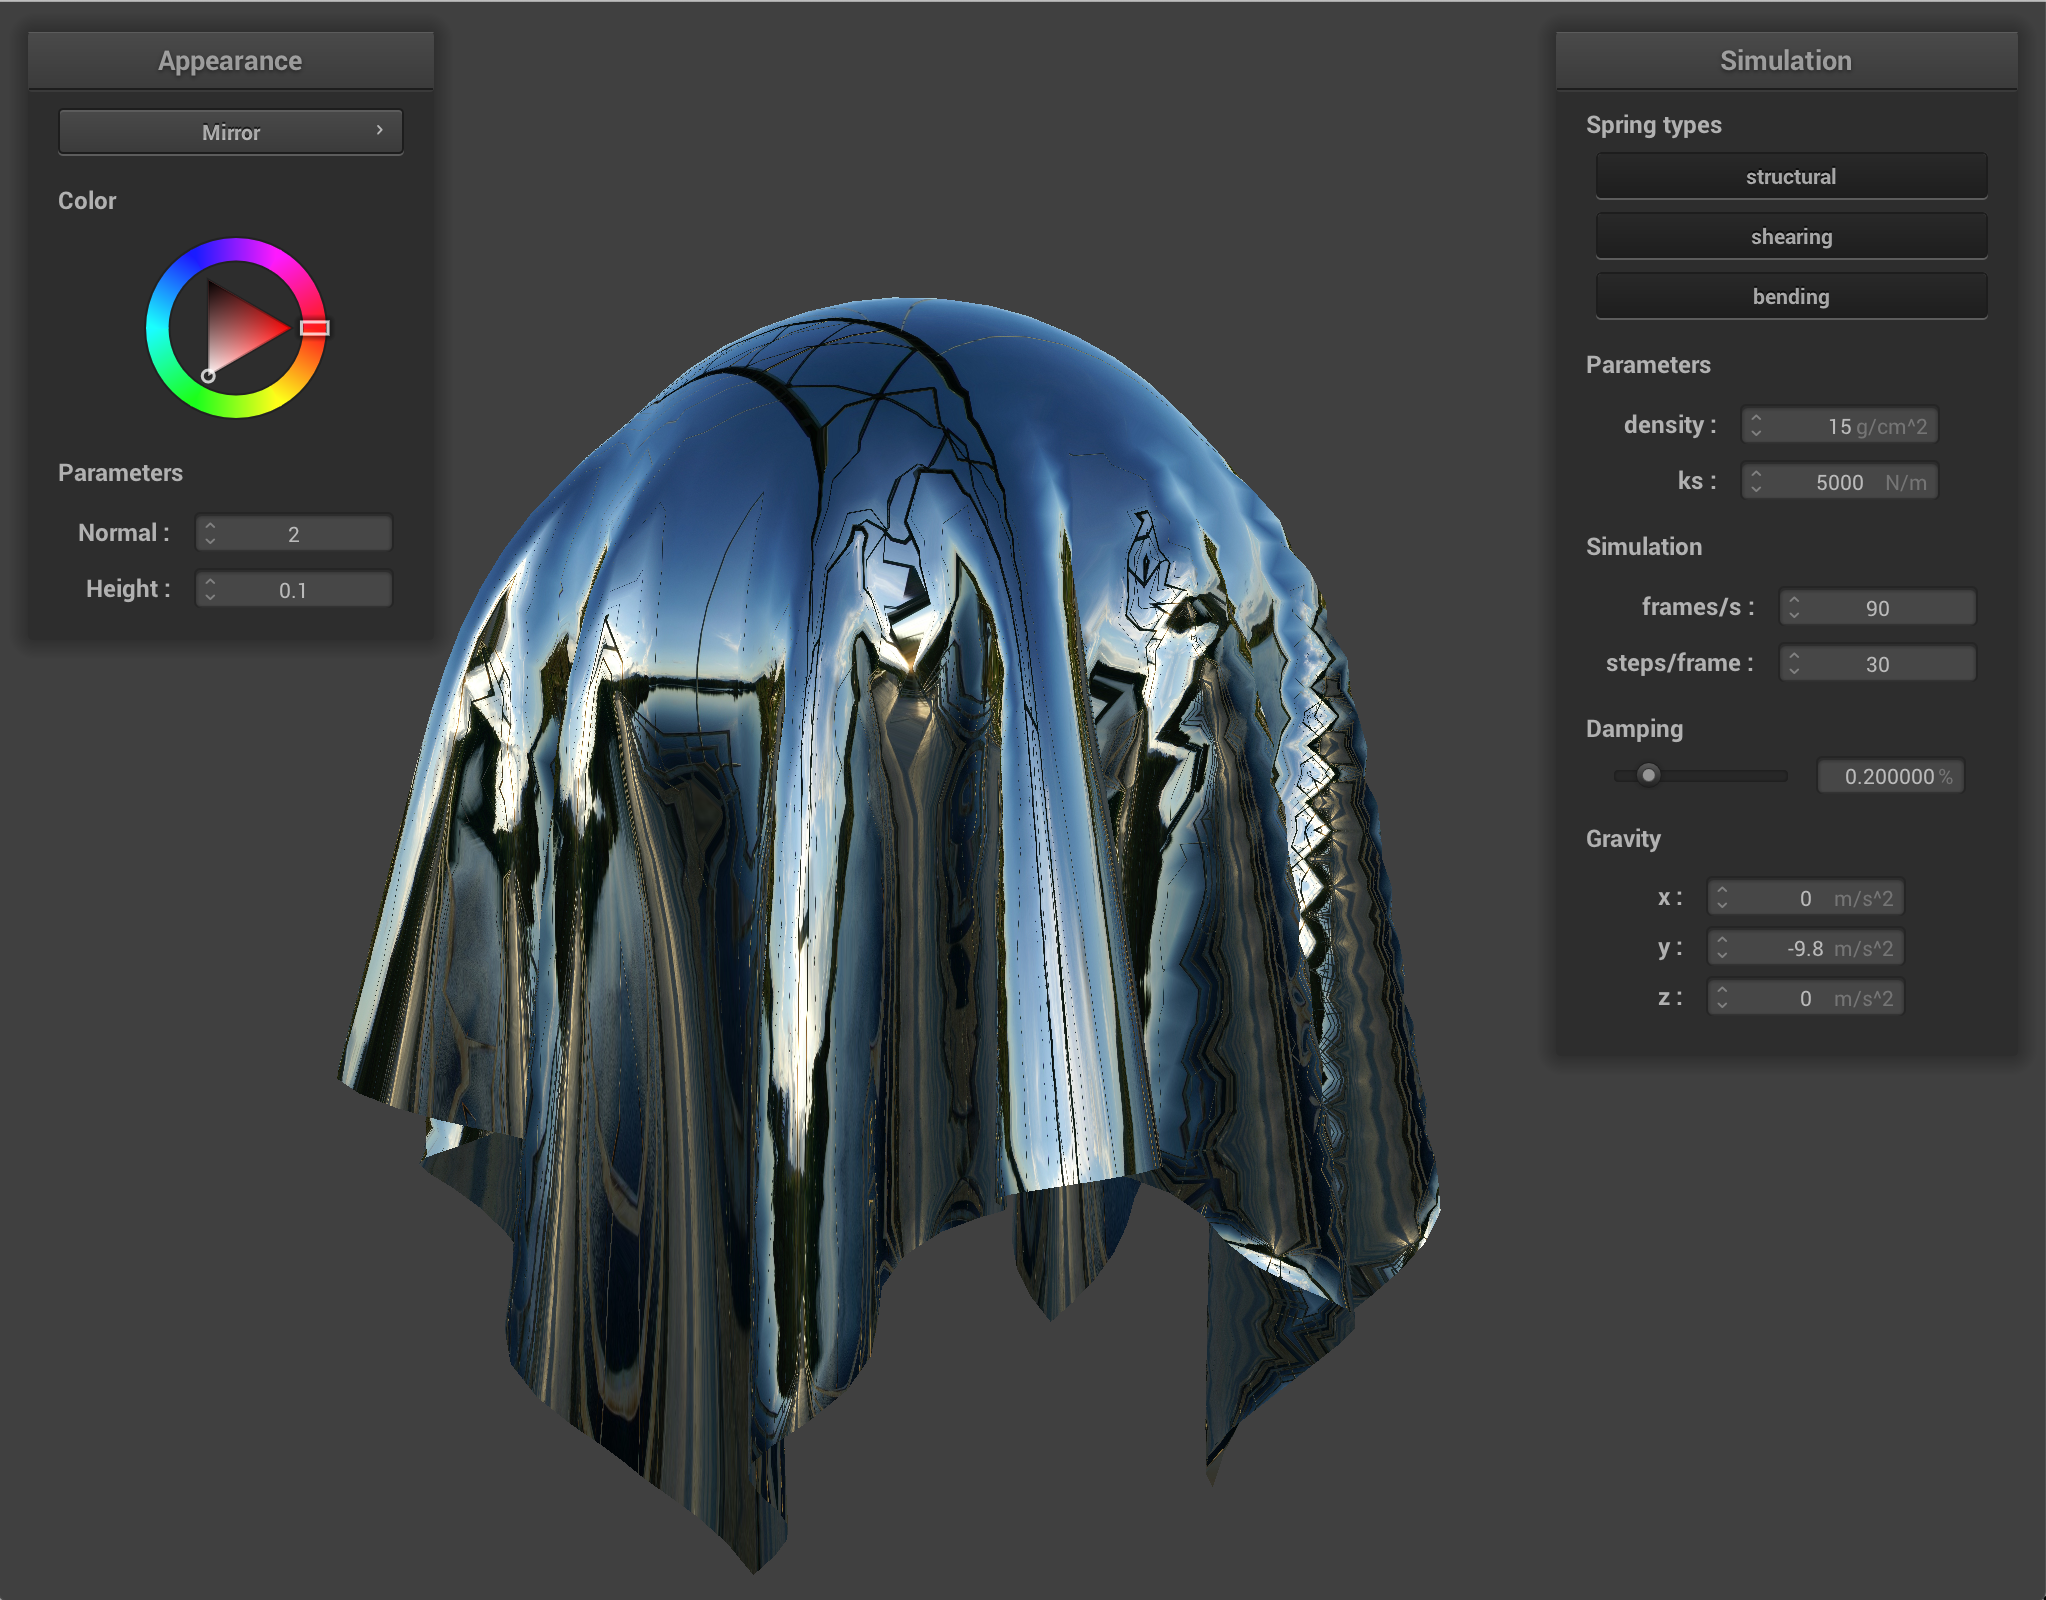 Appearance
Mirror
Color
Parameters
Normal : 2
Height : 0.1
Simulation
Spring types
structural
shearing
bending
Parameters
density : 15 g/cm^2
ks : 5000 N/m
Simulation
frames/s : 90
steps/frame : 30
Damping
0.200000 %
Gravity
x : 0 m/s^2
y : -9.8 m/s^2
z : 0 m/s^2